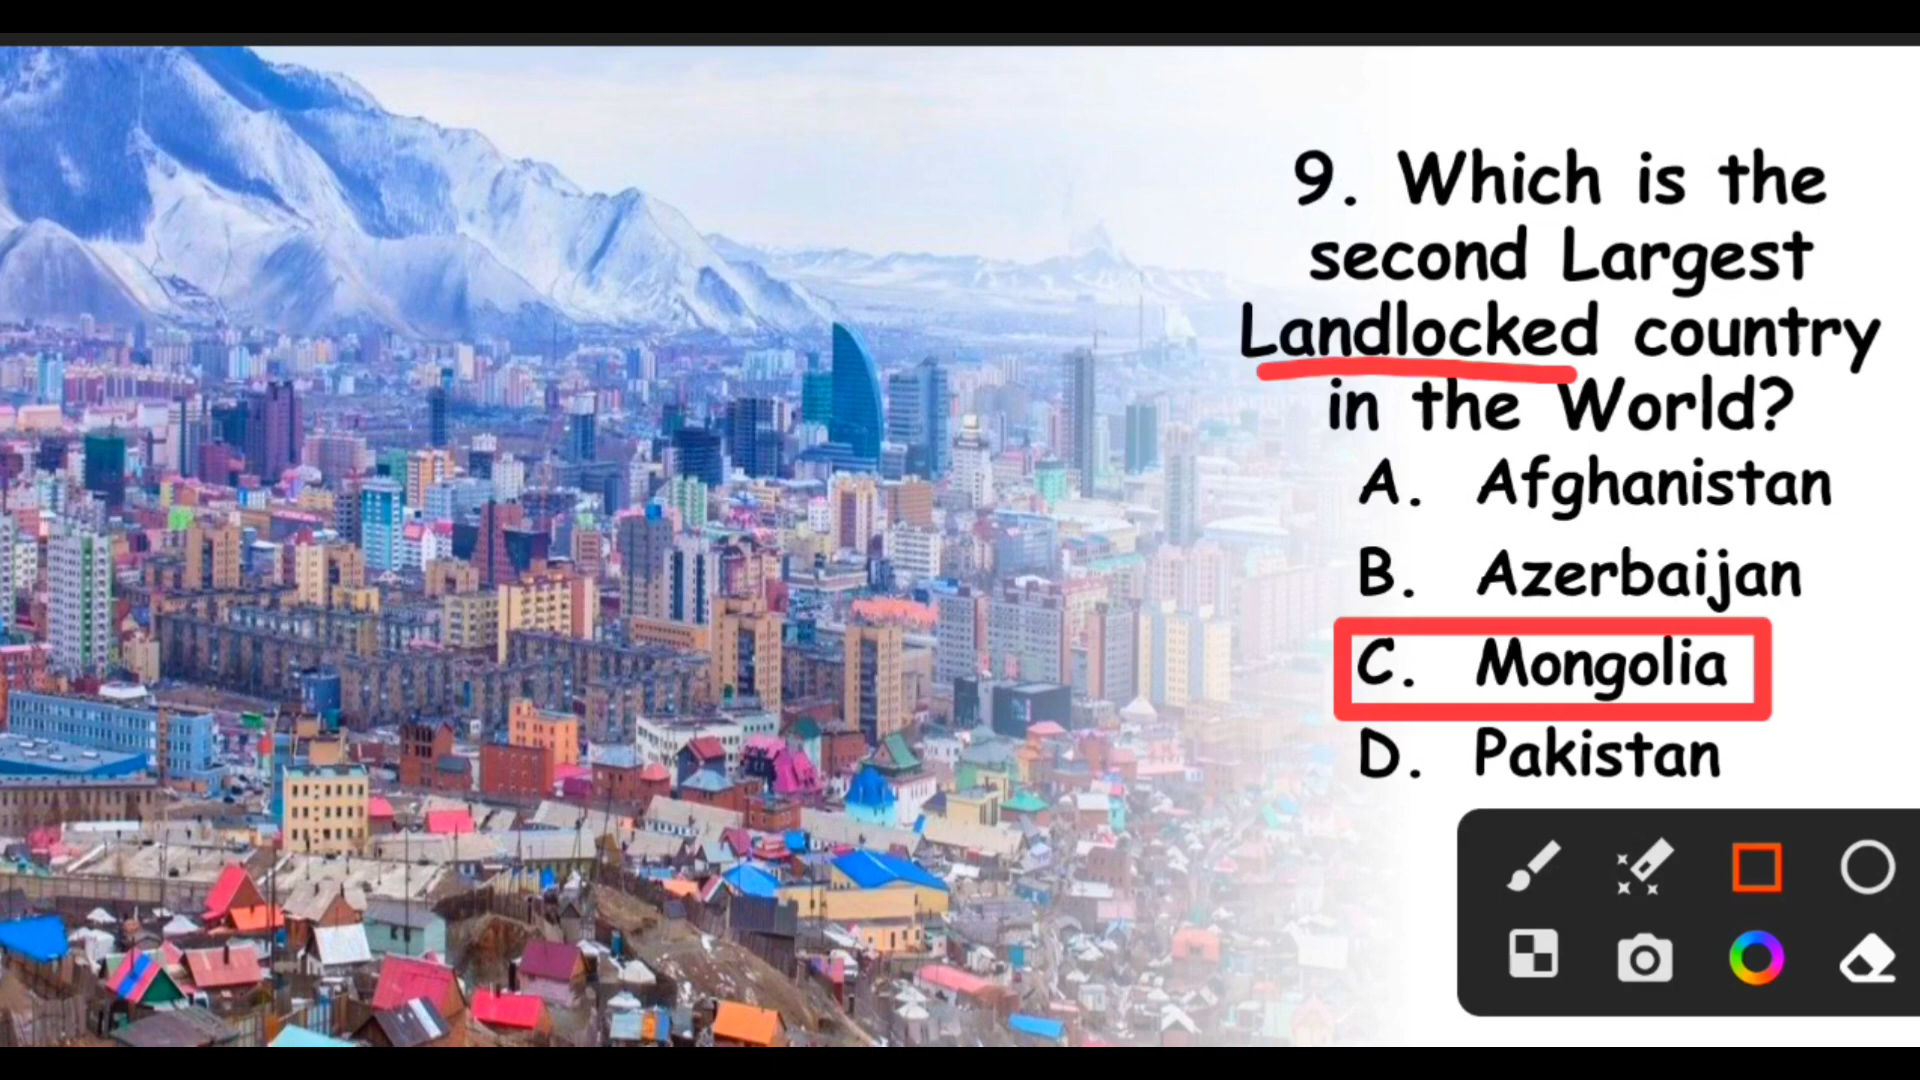 9. Which is the
second Largest
Landlocked country
in the World?
A. Afghanistan
B. Azerbaijan
C. Mongolia
D. Pakistan